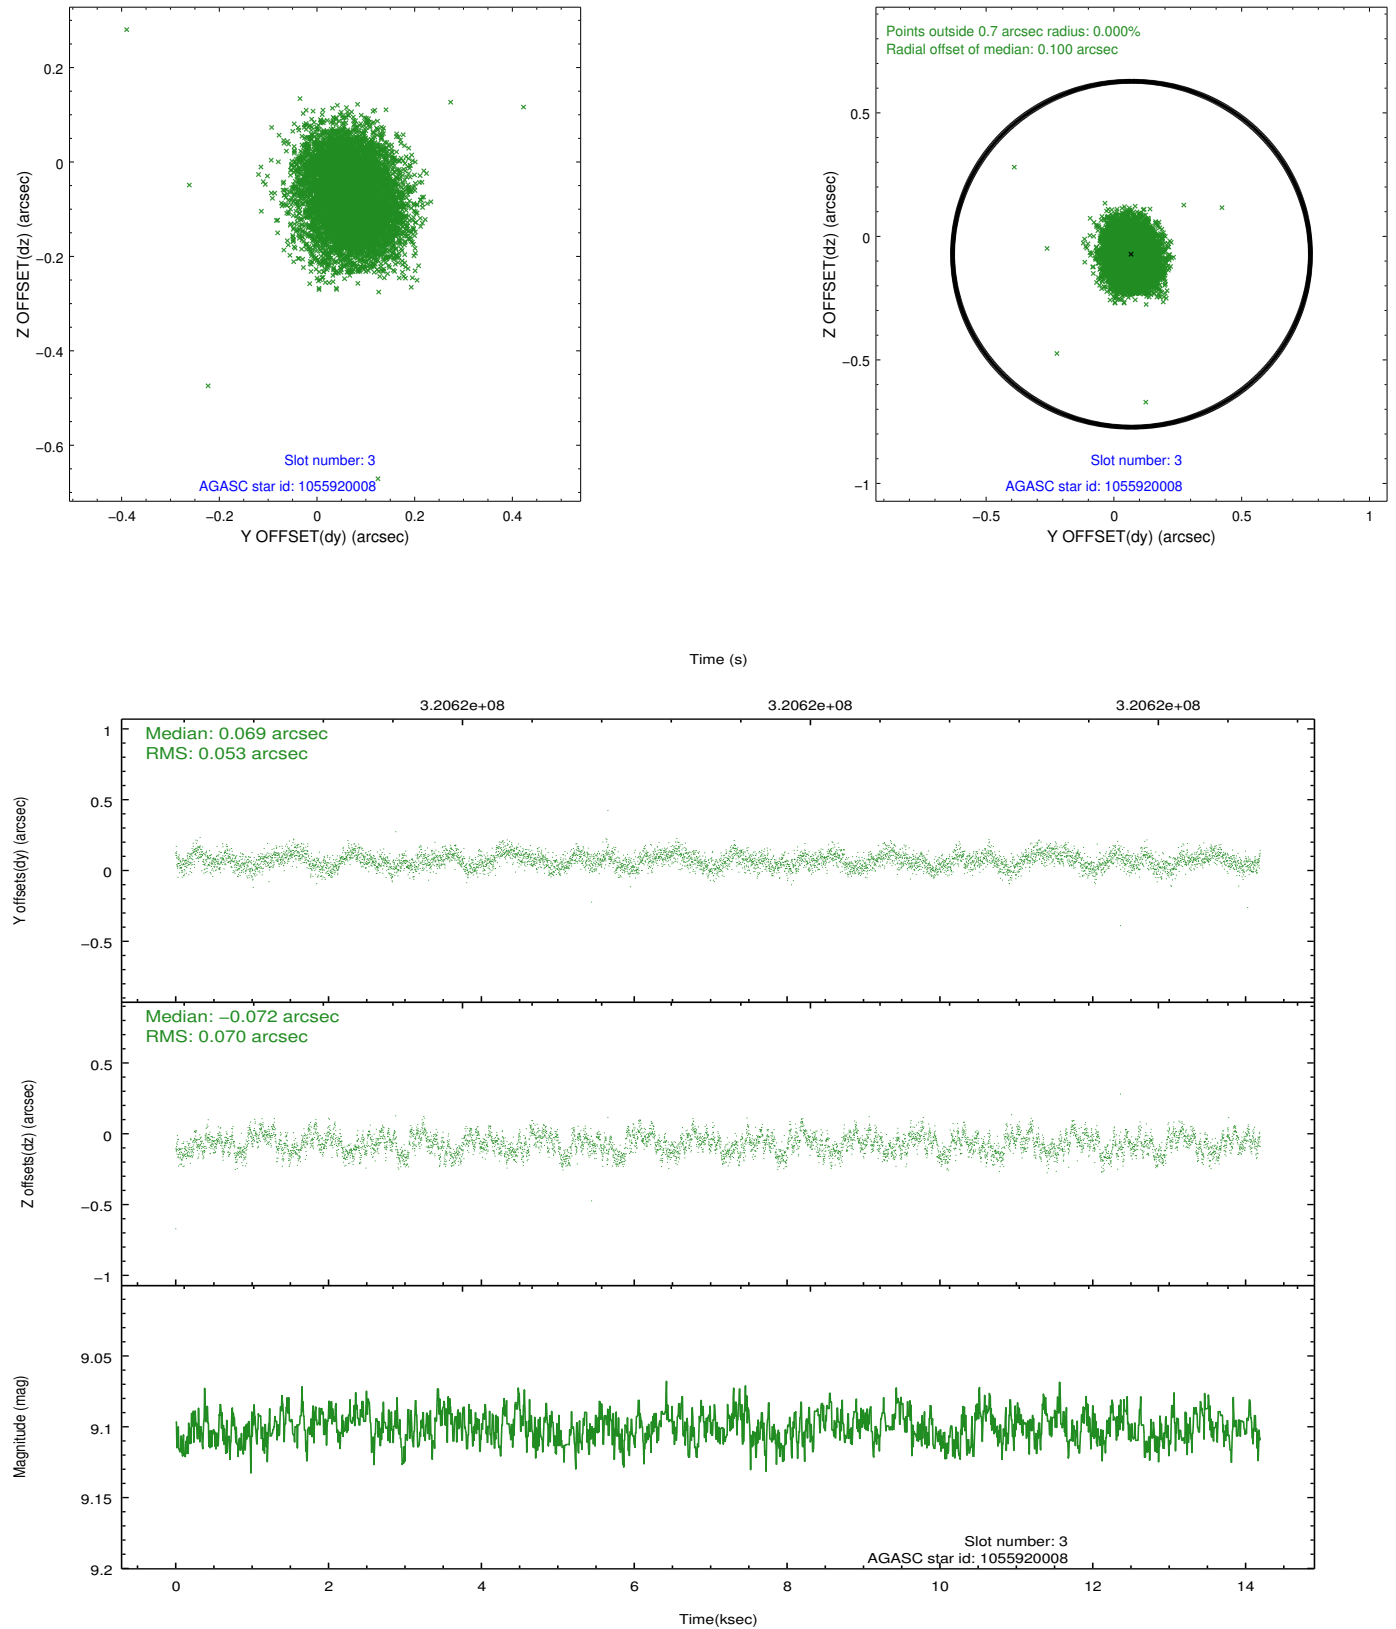 0.2
0
−0.2
−0.4
−0.6
Z OFFSET(dz) (arcsec)
Slot number: 3
AGASC star id: 1055920008
−0.4 −0.2 0 0.2 0.4
Y OFFSET(dy) (arcsec)
Points outside 0.7 arcsec radius: 0.000%
Radial offset of median: 0.100 arcsec
0.5
0
−0.5
−1
Z OFFSET(dz) (arcsec)
Slot number: 3
AGASC star id: 1055920008
−0.5 0 0.5 1
Y OFFSET(dy) (arcsec)
Time (s)
3.2062e+08 3.2062e+08 3.2062e+08
Median: 0.069 arcsec
RMS: 0.053 arcsec
1
0.5
0
−0.5
Y offsets(dy) (arcsec)
Median: −0.072 arcsec
RMS: 0.070 arcsec
0.5
0
−0.5
−1
Z offsets(dz) (arcsec)
9.05
9.1
9.15
9.2
Magnitude (mag)
Slot number: 3
AGASC star id: 1055920008
0 2 4 6 8 10 12 14
Time(ksec)